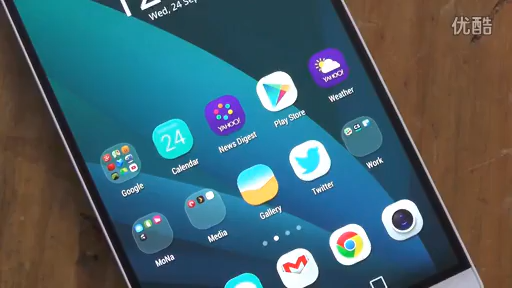 优酷
Wed, 24 Sep
YAHOO!
Weather
Play Store
YAHOO!
News Digest
24
Calendar
Google
Work
Twitter
Gallery
Media
MoNa